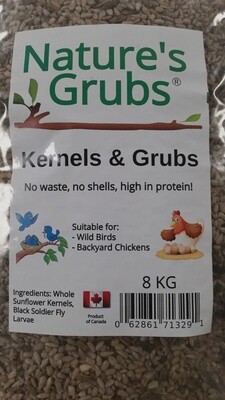 Nature's
Grubs®
Kernels & Grubs
No waste, no shells, high in protein!
Suitable for:
- Wild Birds
- Backyard Chickens
8 KG
Ingredients: Whole
Sunflower Kernels,
Black Soldier Fly
Larvae
Product
of Canada
0 62861 71329 1